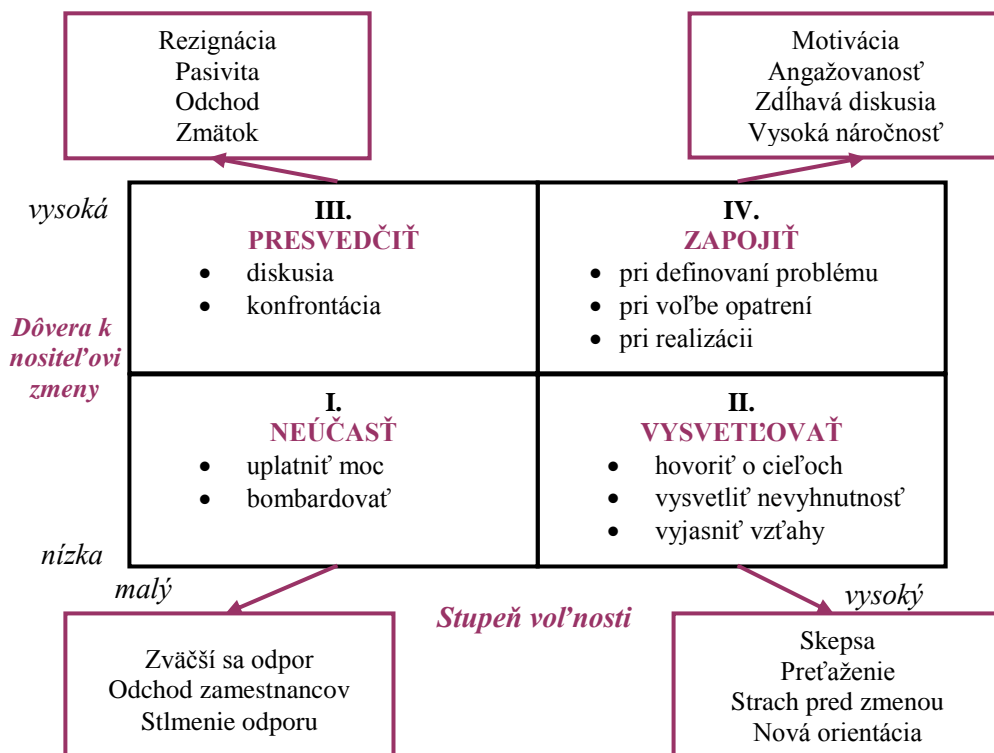 Rezignácia
Pasivita
Odchod
Zmätok
Motivácia
Angažovanosť
Zdĺhavá diskusia
Vysoká náročnosť
vysoká
III.
PRESVEDČIŤ
• diskusia
• konfrontácia
IV.
ZAPOJIŤ
• pri definovaní problému
• pri voľbe opatrení
• pri realizácii
Dôvera k
nositeľovi
zmeny
I.
NEÚČASŤ
• uplatniť moc
• bombardovať
II.
VYSVETĽOVAŤ
• hovoriť o cieľoch
• vysvetliť nevyhnutnosť
• vyjasniť vzťahy
nízka
malý
Stupeň voľnosti
vysoký
Zväčší sa odpor
Odchod zamestnancov
Stlmenie odporu
Skepsa
Preťaženie
Strach pred zmenou
Nová orientácia